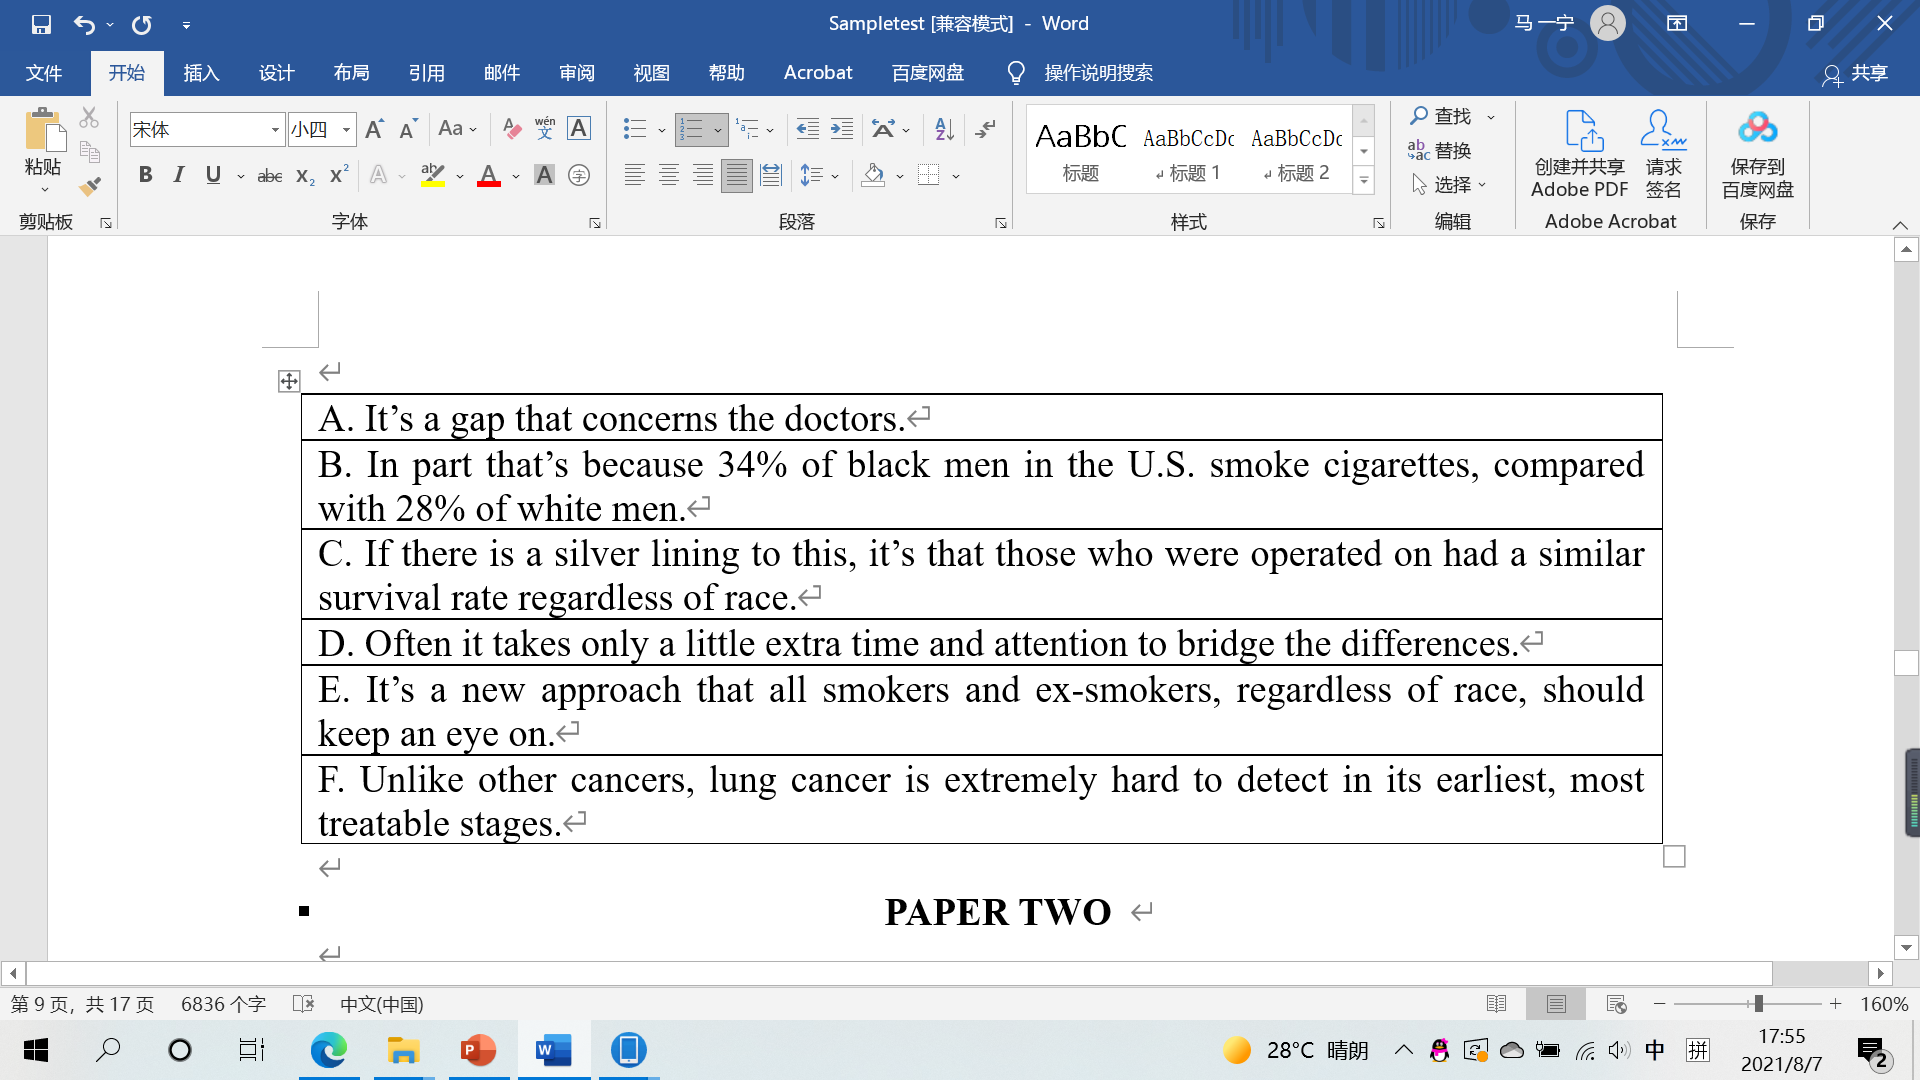 Sampletest [兼容模式] - Word
马 一宁
文件 开始 插入 设计 布局 引用 邮件 审阅 视图 帮助 Acrobat 百度网盘 操作说明搜索 共享
宋体 小四 Aa wén 文 A
粘贴
B I U abc x₂ x² A aby A A 字
AaBbC AaBbCcDc AaBbCcDc
标题 标题 1 标题 2
查找
替换
选择
创建并共享 Adobe PDF
请求 签名
保存到 百度网盘
剪贴板 字体 段落 样式 编辑 Adobe Acrobat 保存
A. It’s a gap that concerns the doctors.
B. In part that’s because 34% of black men in the U.S. smoke cigarettes, compared
with 28% of white men.
C. If there is a silver lining to this, it’s that those who were operated on had a similar
survival rate regardless of race.
D. Often it takes only a little extra time and attention to bridge the differences.
E. It’s a new approach that all smokers and ex-smokers, regardless of race, should
keep an eye on.
F. Unlike other cancers, lung cancer is extremely hard to detect in its earliest, most
treatable stages.
PAPER TWO
第 9 页，共 17 页 6836 个字 中文(中国) 160%
28°C 晴朗 中 拼
17:55
2021/8/7
2